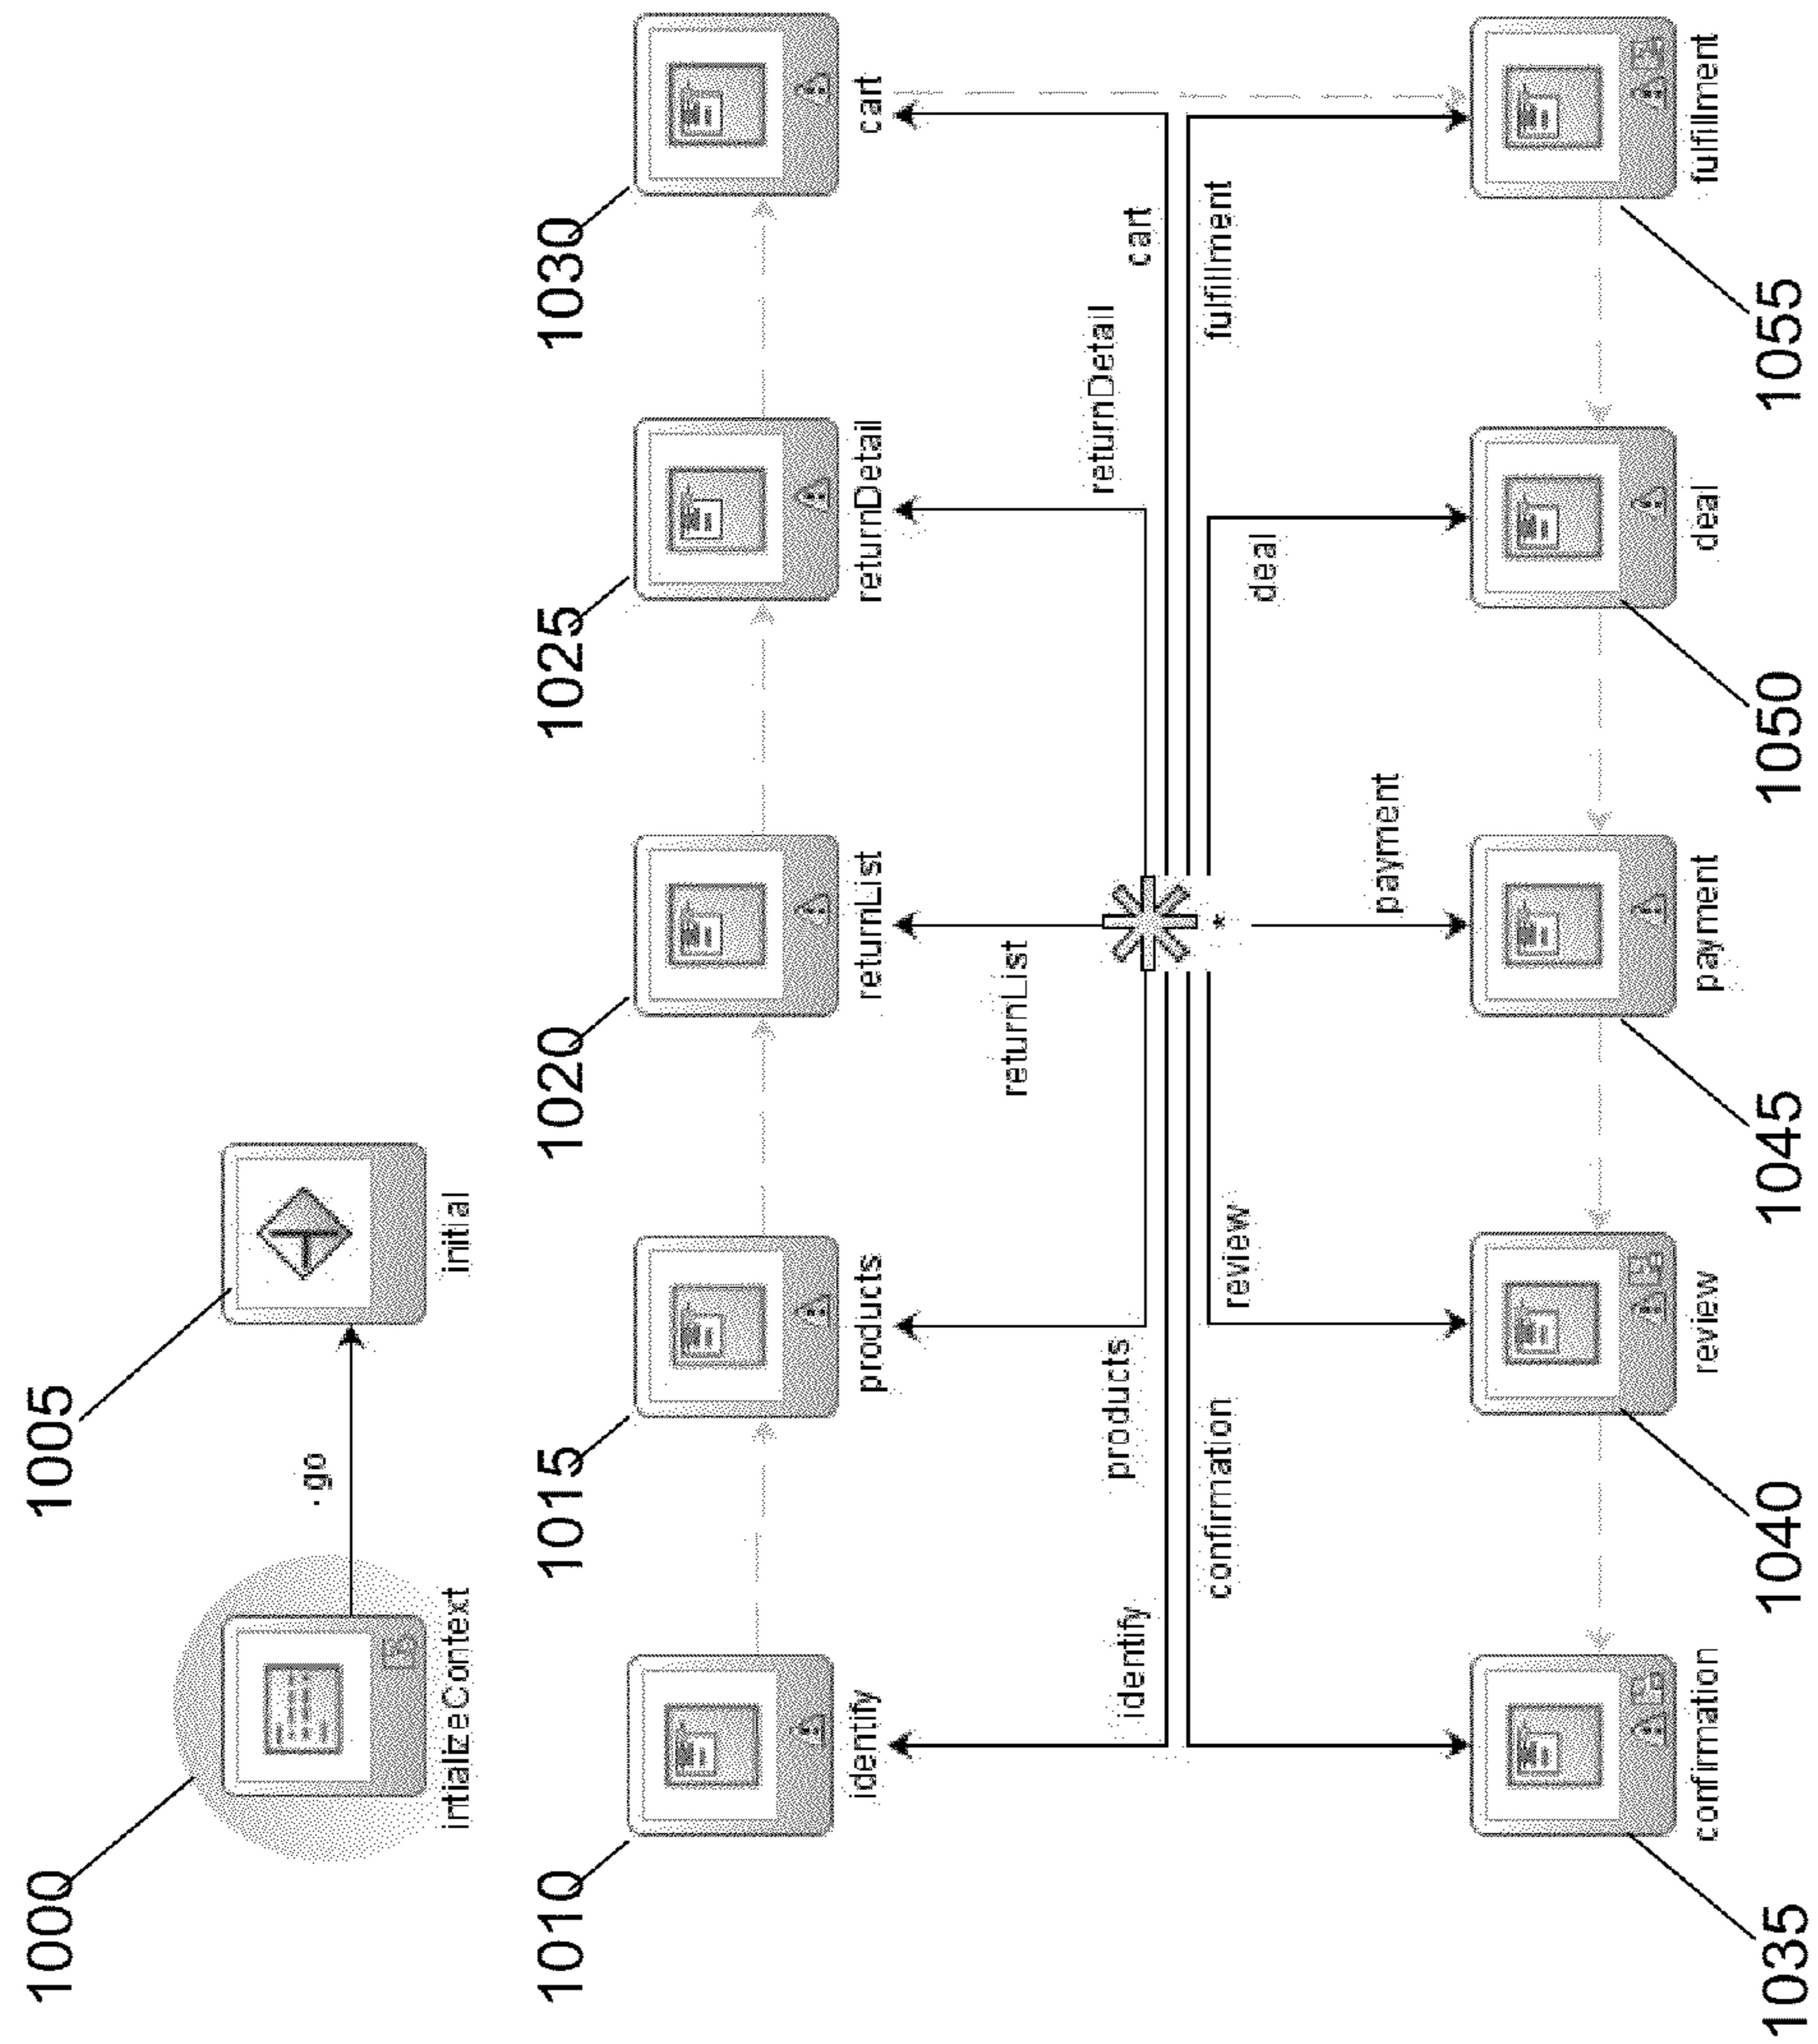 1000
1005
.go
intializeContext
initial
1010
1015
1020
1025
1030
identify
products
returnList
returnDetail
cart
returnList
identify
products
returnDetail
cart
*
confirmation
review
deal
fulfillment
payment
confirmation
review
payment
deal
fulfillment
1035
1040
1045
1050
1055